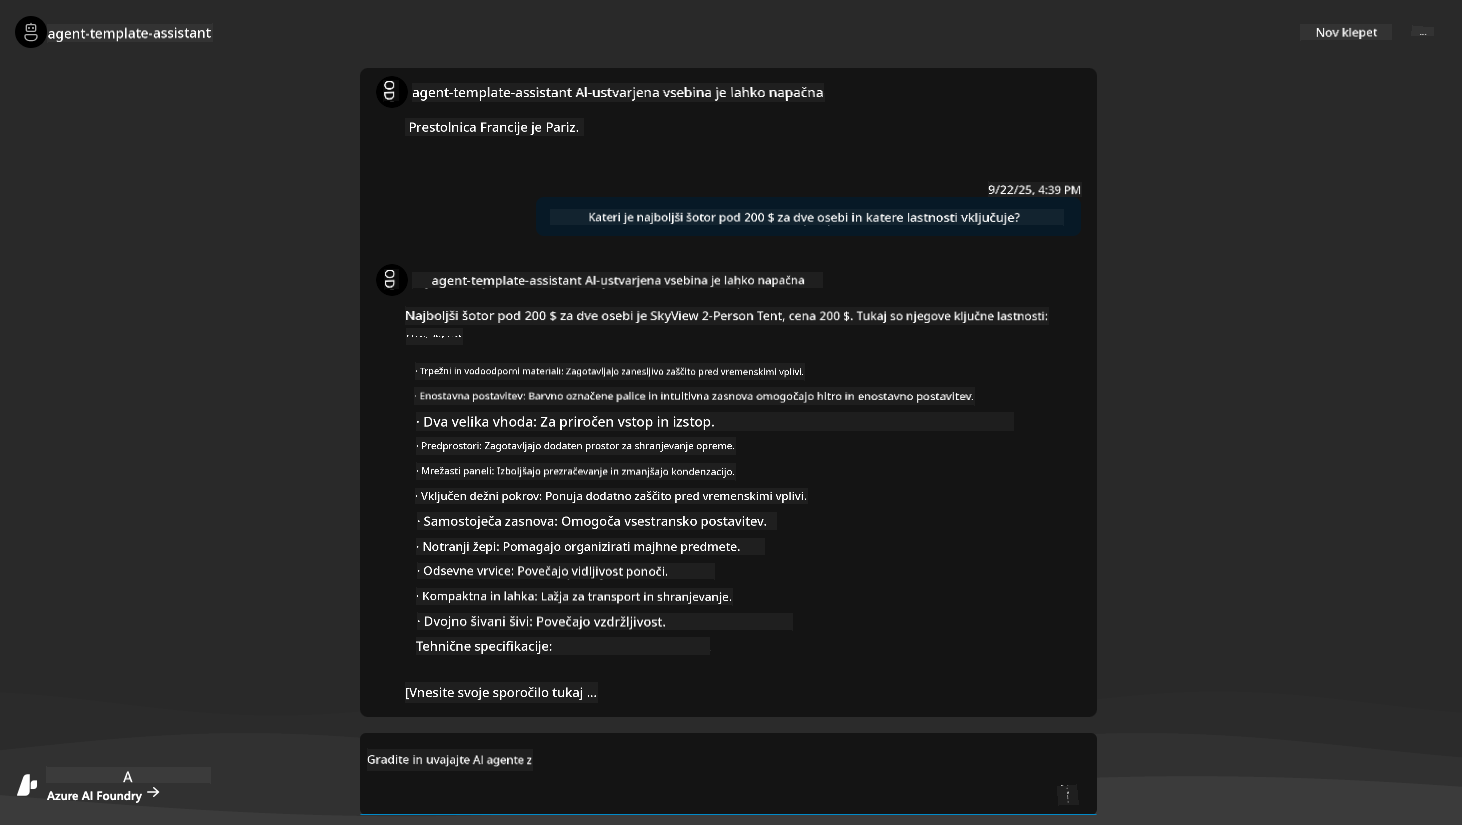 agent-template-assistant
Nov klepet
...
agent-template-assistant AI-ustvarjena vsebina je lahko napačna
Prestolnica Francije je Pariz.
9/22/25, 4:39 PM
Kateri je najboljši šotor pod 200 $ za dve osebi in katere lastnosti vključuje?
agent-template-assistant AI-ustvarjena vsebina je lahko napačna
Najboljši šotor pod 200 $ za dve osebi je SkyView 2-Person Tent, cena 200 $. Tukaj so njegove ključne lastnosti:
· Trpežni in vodoodporni materiali: Zagotavljajo zanesljivo zaščito pred vremenskimi vplivi.
· Enostavna postavitev: Barvno označene palice in intuitivna zasnova omogočajo hitro in enostavno postavitev.
· Dva velika vhoda: Za priročen vstop in izstop.
· Predprostori: Zagotavljajo dodaten prostor za shranjevanje opreme.
· Mrežasti paneli: Izboljšajo prezračevanje in zmanjšajo kondenzacijo.
· Vključen dežni pokrov: Ponuja dodatno zaščito pred vremenskimi vplivi.
· Samostoječa zasnova: Omogoča vsestransko postavitev.
· Notranji žepi: Pomagajo organizirati majhne predmete.
· Odsevne vrvice: Povečajo vidljivost ponoči.
· Kompaktna in lahka: Lažja za transport in shranjevanje.
· Dvojno šivani šivi: Povečajo vzdržljivost.
Tehnične specifikacije:
[Vnesite svoje sporočilo tukaj ...
Gradite in uvajajte AI agente z
A
Azure AI Foundry →